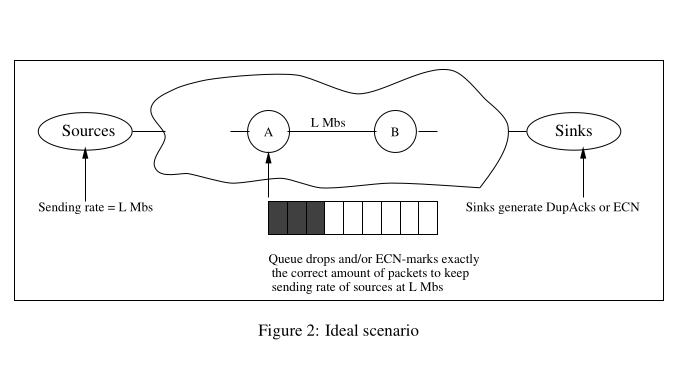 L Mbs
Sources
A
B
Sinks
Sending rate = L Mbs
Sinks generate DupAcks or ECN
Queue drops and/or ECN-marks exactly
the correct amount of packets to keep
sending rate of sources at L Mbs
Figure 2: Ideal scenario